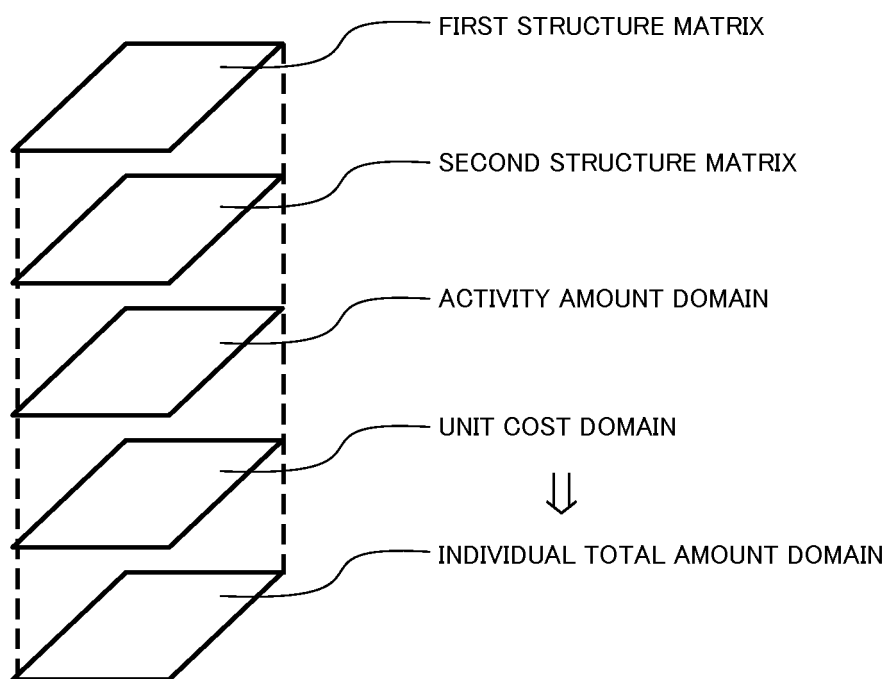 FIRST STRUCTURE MATRIX
SECOND STRUCTURE MATRIX
ACTIVITY AMOUNT DOMAIN
UNIT COST DOMAIN
INDIVIDUAL TOTAL AMOUNT DOMAIN